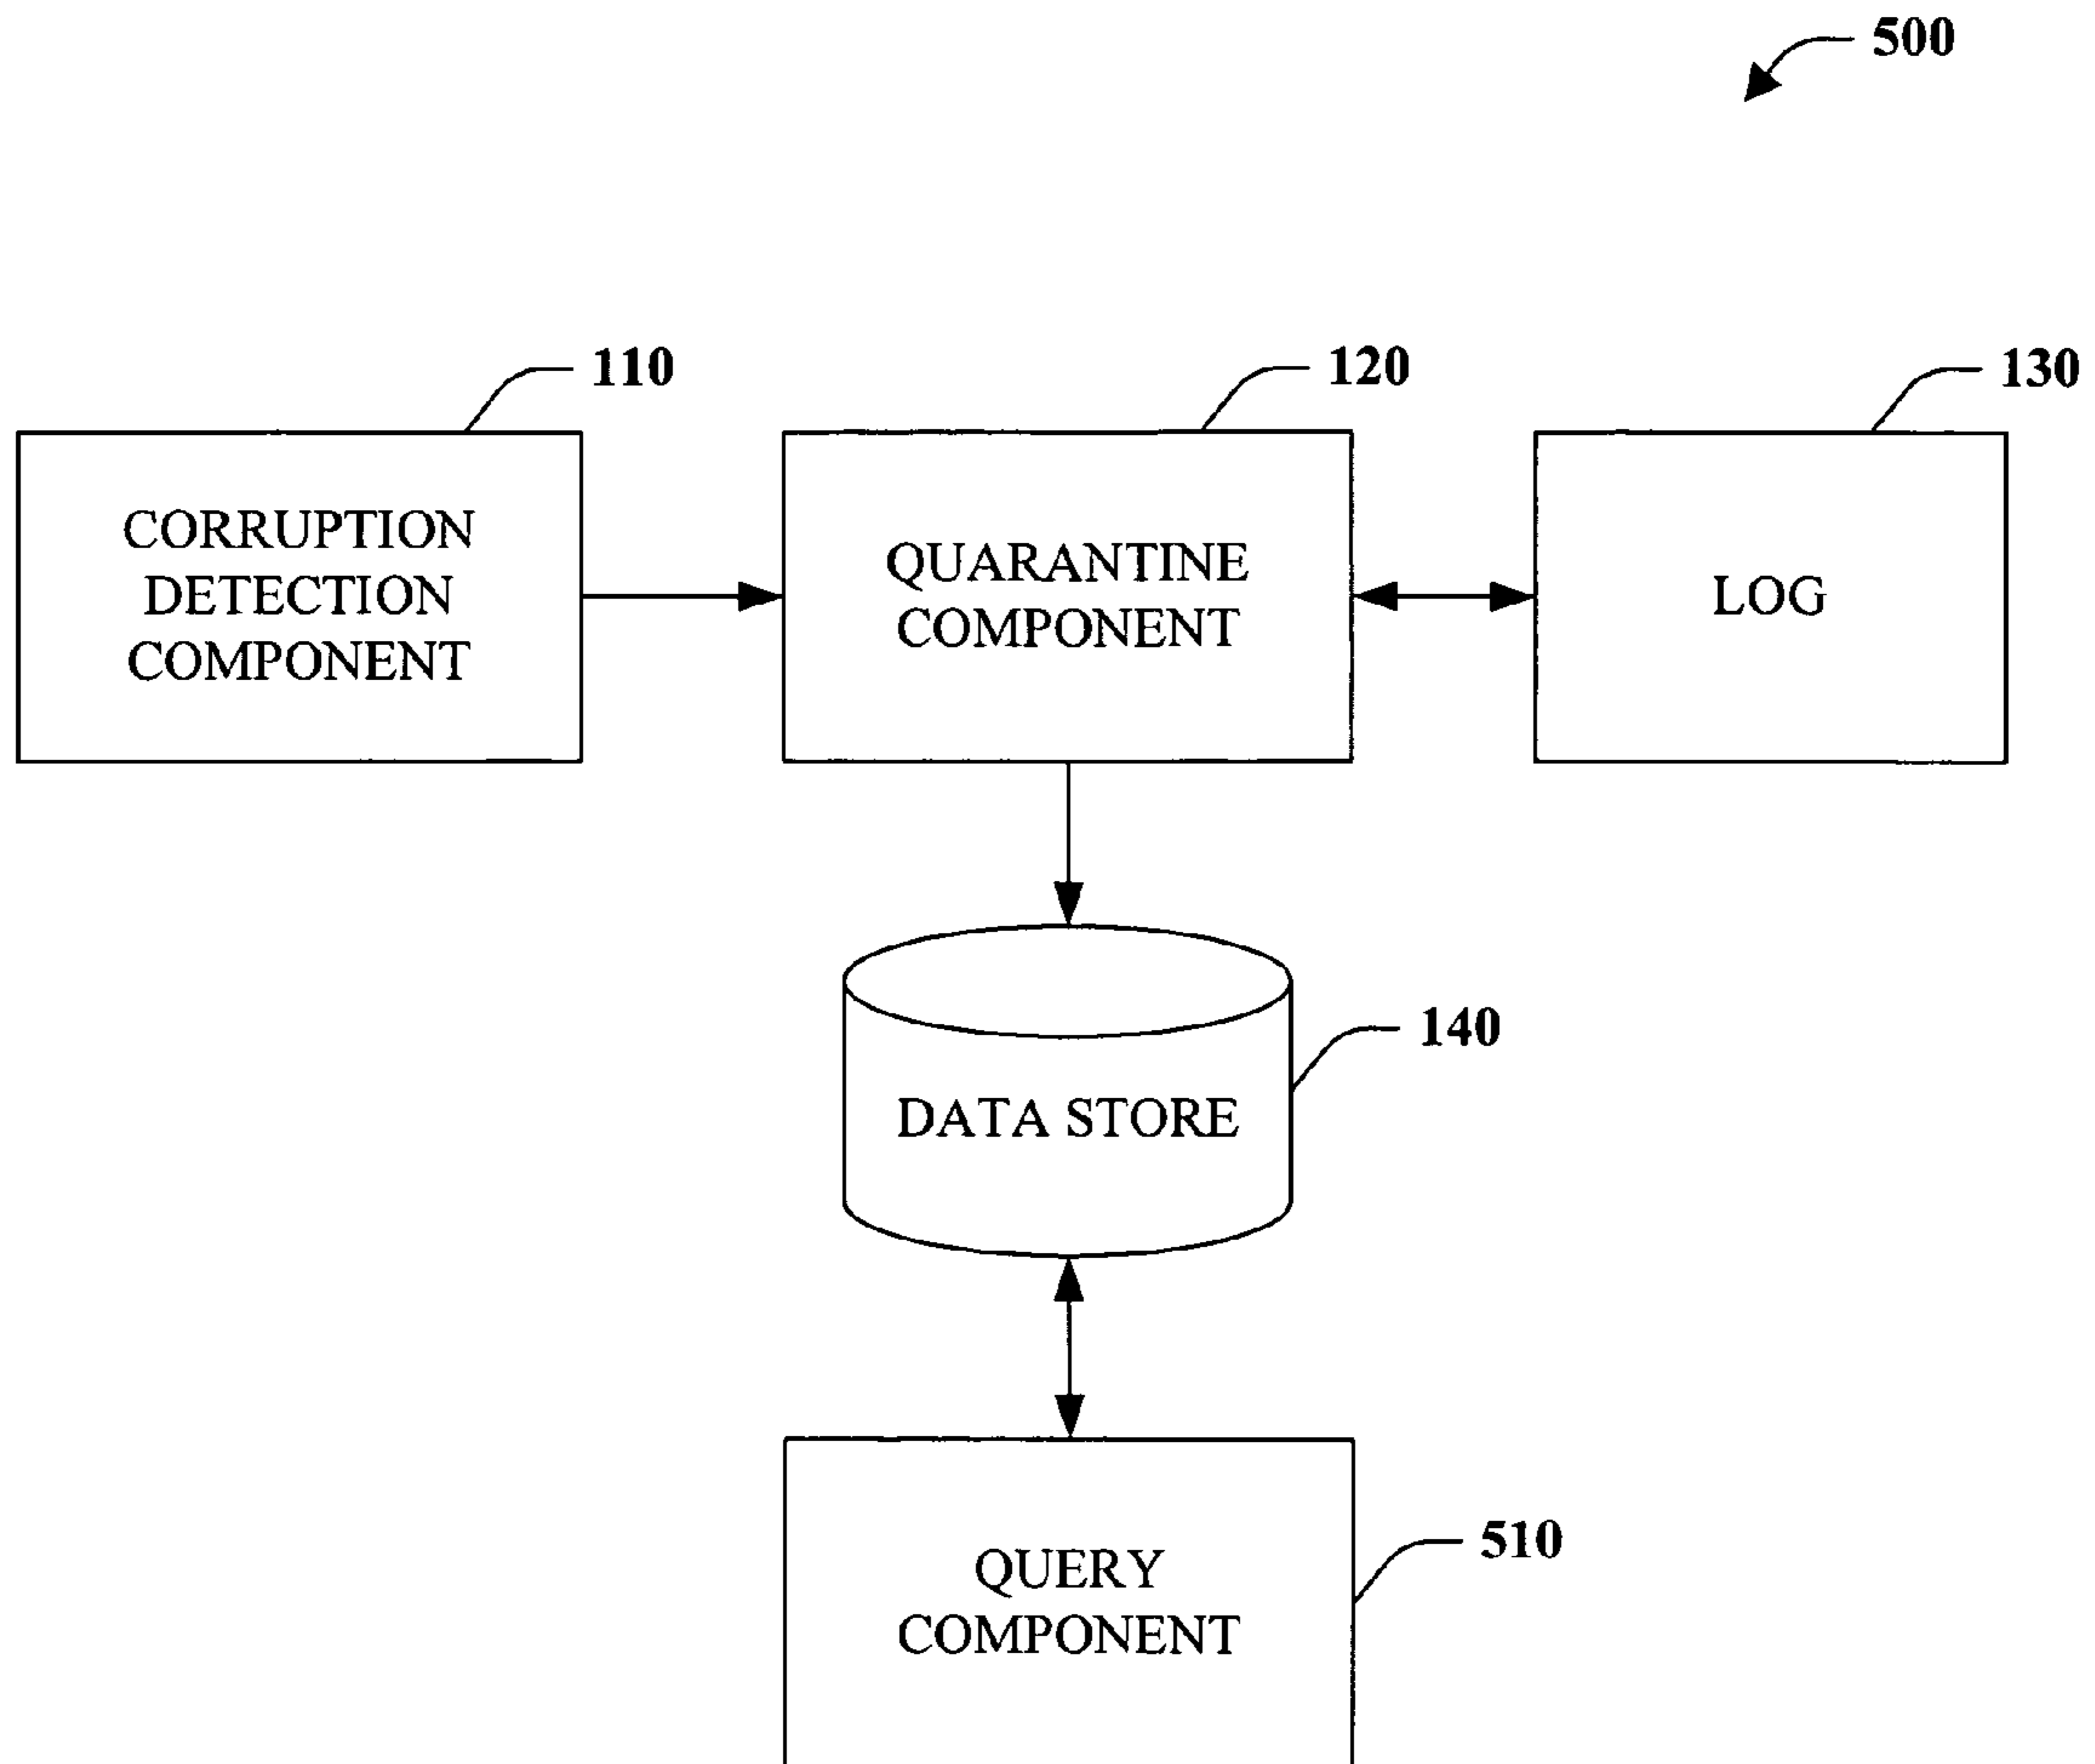 500
110
120
130
CORRUPTION
DETECTION
COMPONENT
QUARANTINE
COMPONENT
LOG
140
DATA STORE
510
QUERY
COMPONENT